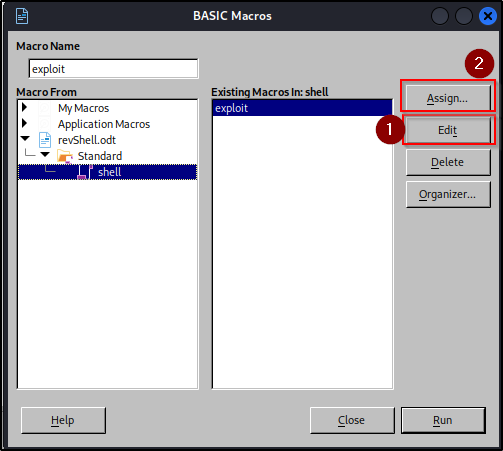 BASIC Macros
Macro Name
exploit
2
Macro From
Existing Macros In: shell
My Macros
exploit
Assign...
Application Macros
1
Edit
revShell.odt
Standard
Delete
shell
Organizer...
Help
Close
Run